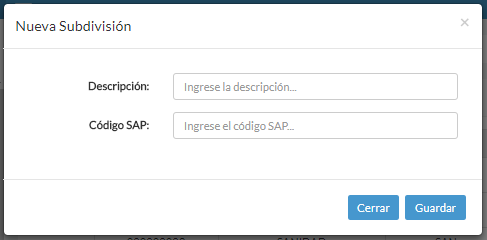 Nueva Subdivisión ×
Descripción: Ingrese la descripción...
Código SAP: Ingrese el código SAP...
Cerrar Guardar